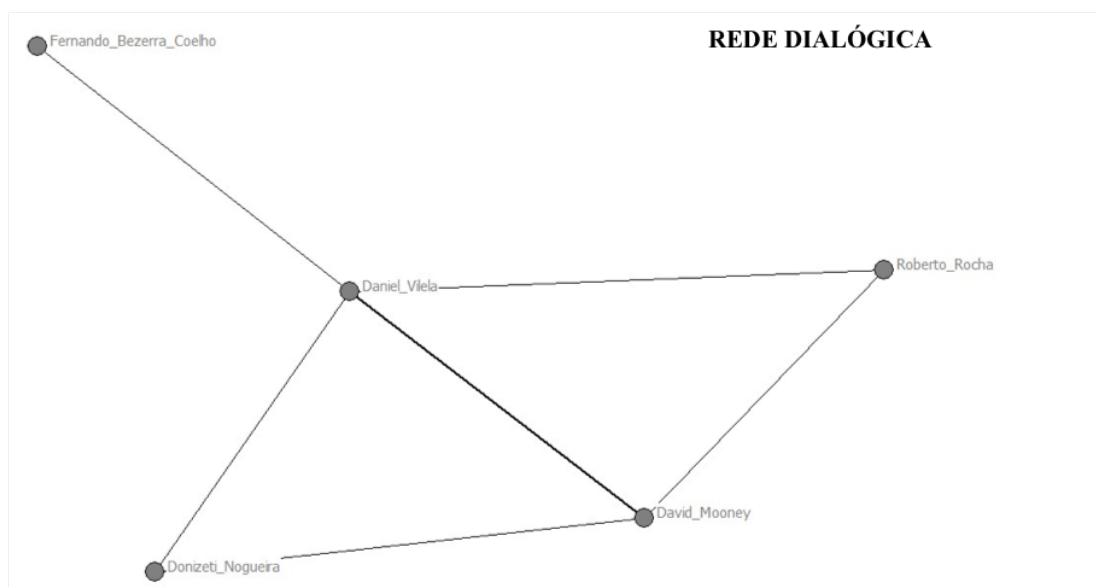 REDE DIALÓGICA
Fernando_Bezerra_Coelho
Roberto_Rocha
Daniel_Vilela
David_Mooney
Donizeti_Nogueira